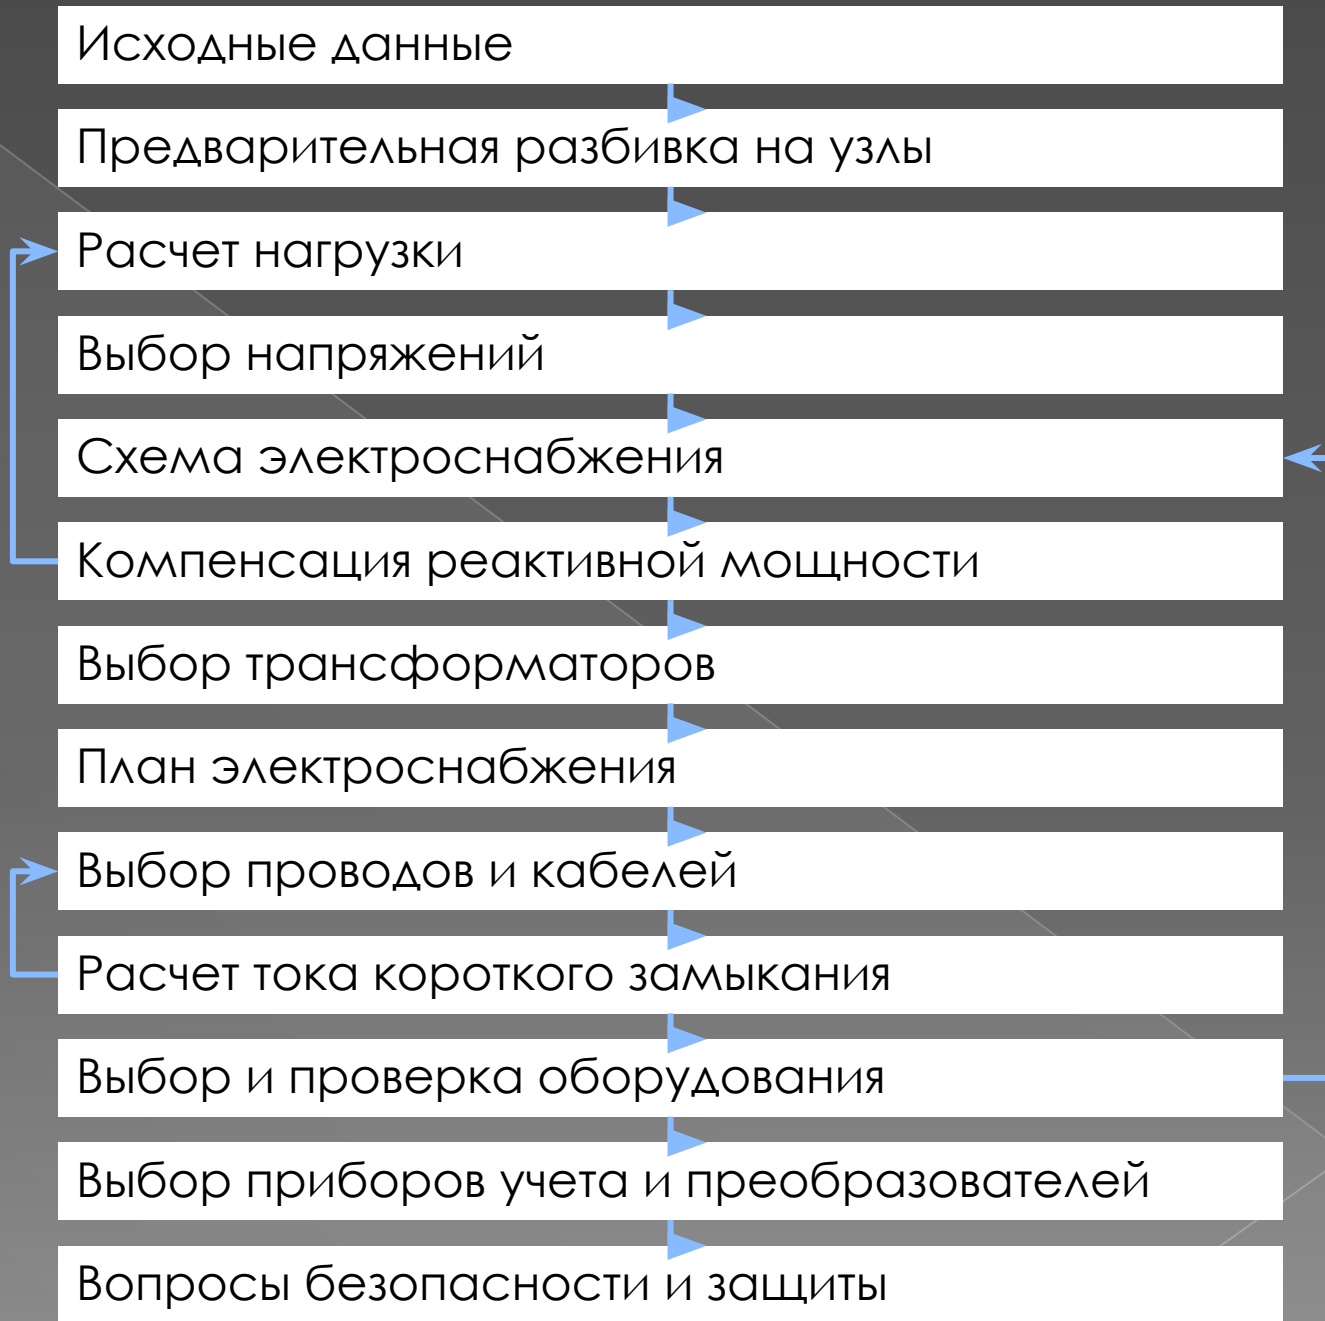 Исходные данные
Предварительная разбивка на узлы
Расчет нагрузки
Выбор напряжений
Схема электроснабжения
Компенсация реактивной мощности
Выбор трансформаторов
План электроснабжения
Выбор проводов и кабелей
Расчет тока короткого замыкания
Выбор и проверка оборудования
Выбор приборов учета и преобразователей
Вопросы безопасности и защиты